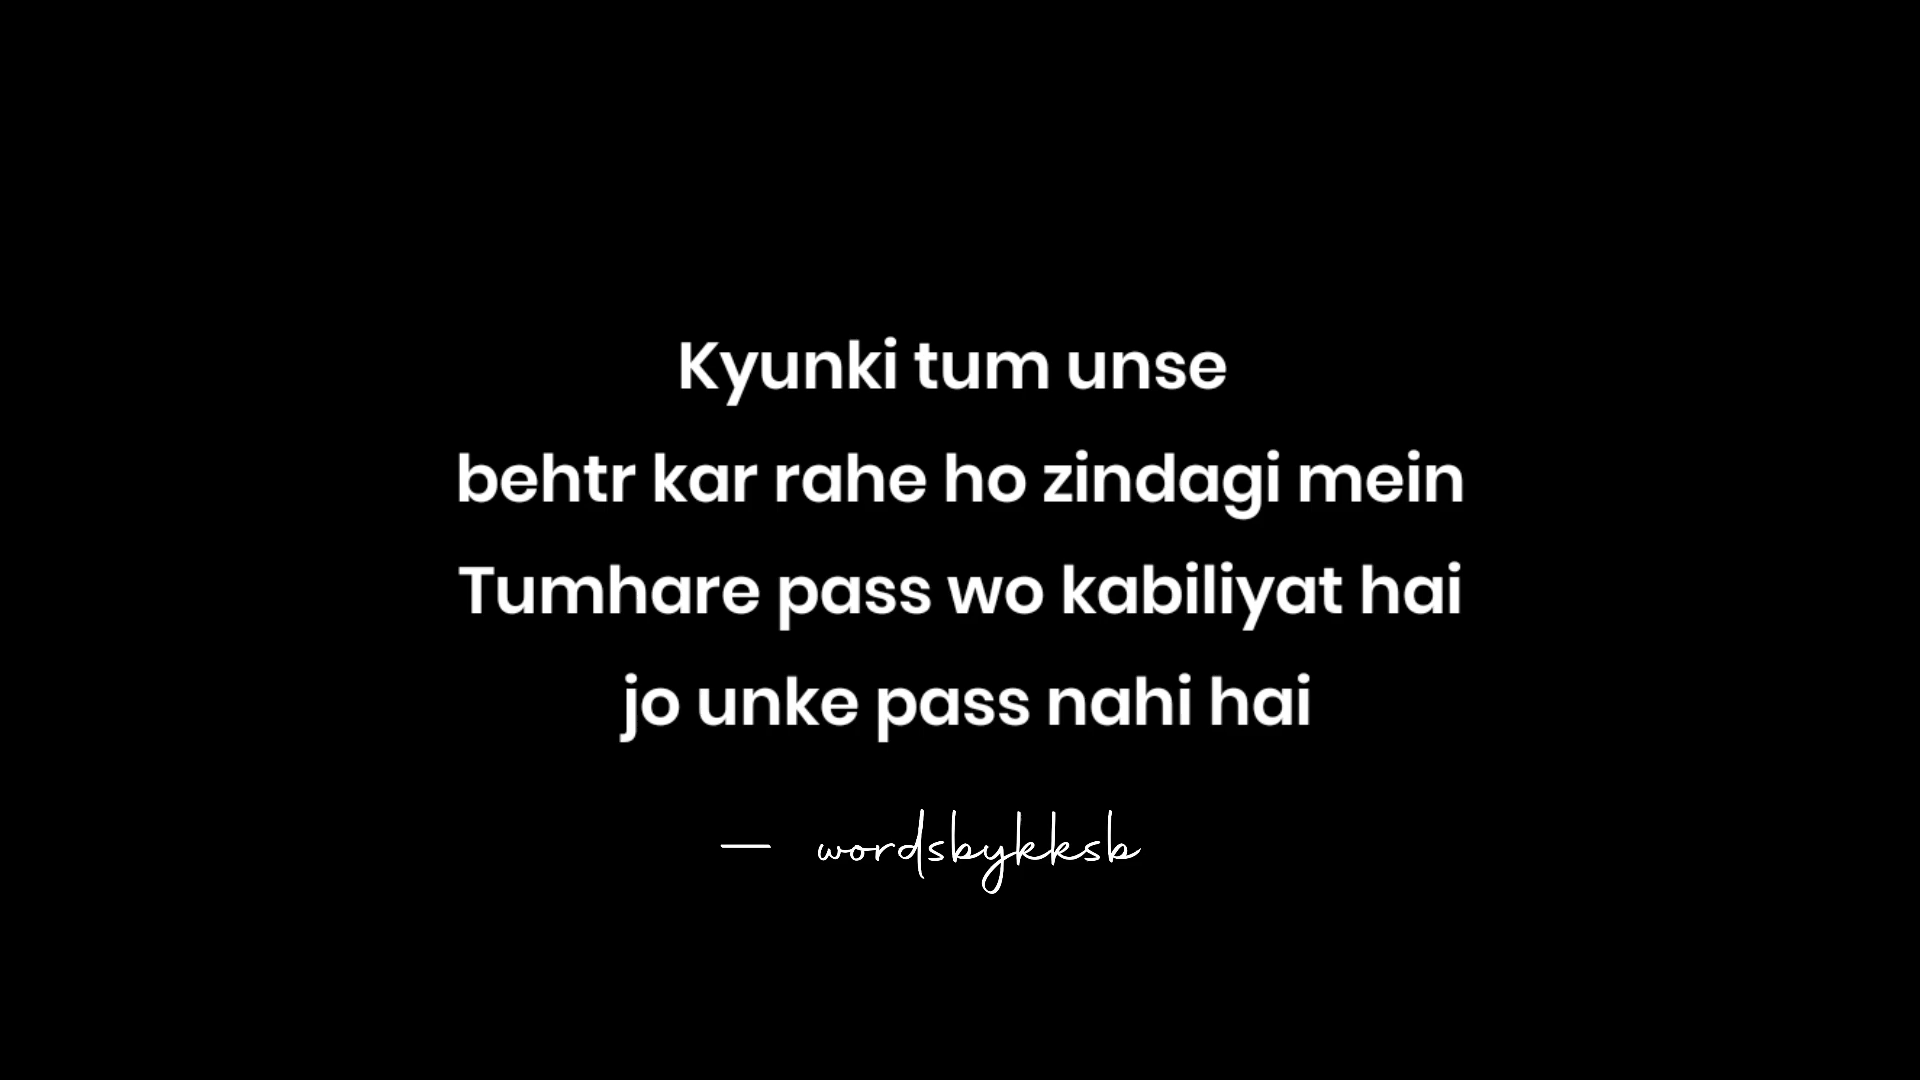 Kyunki tum unse
behtr kar rahe ho zindagi mein
Tumhare pass wo kabiliyat hai
jo unke pass nahi hai
— wordsbykksb